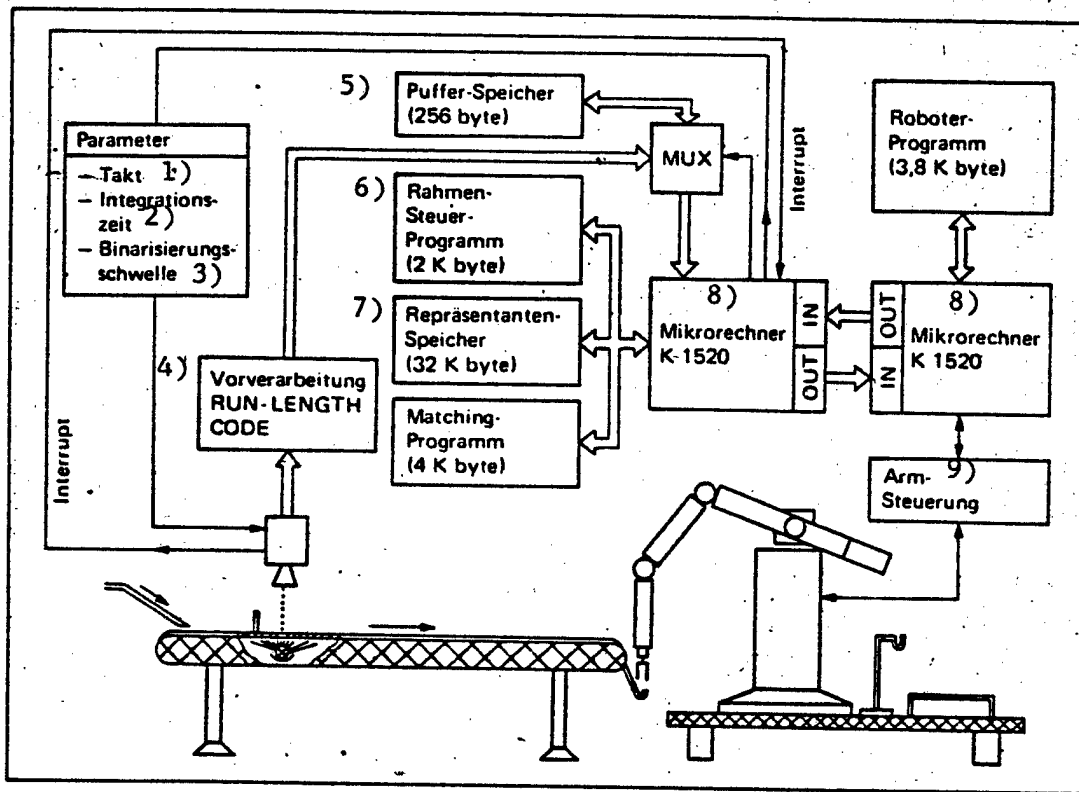 5)
Puffer-Speicher
(256 byte)
MUX
Interrupt
Roboter-
Programm
(3,8 K byte)
Parameter
– Takt 1)
– Integrations-
zeit 2)
– Binarisierungs-
schwelle 3)
6)
Rahmen-
Steuer-
Programm
(2 K byte)
7)
Repräsentanten-
Speicher
(32 K byte)
8)
Mikrorechner
K-1520
IN
OUT
OUT
IN
8)
Mikrorechner
K 1520
4)
Vorverarbeitung
RUN-LENGTH
CODE
Matching-
Programm
(4 K byte)
Interrupt
9)
Arm-
Steuerung